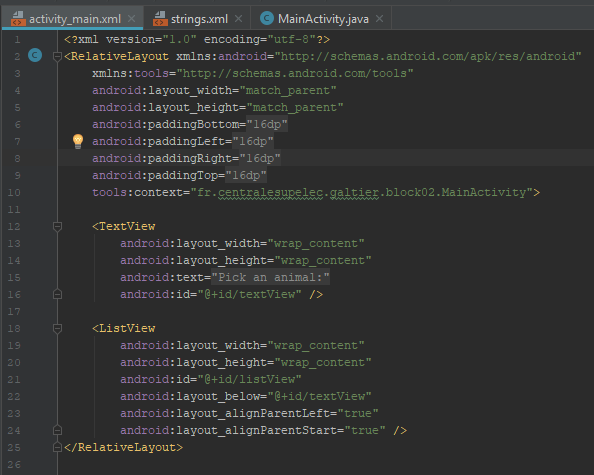 activity_main.xml strings.xml MainActivity.java
1 <?xml version="1.0" encoding="utf-8"?>
2 <RelativeLayout xmlns:android="http://schemas.android.com/apk/res/android"
3 xmlns:tools="http://schemas.android.com/tools"
4 android:layout_width="match_parent"
5 android:layout_height="match_parent"
6 android:paddingBottom="16dp"
7 android:paddingLeft="16dp"
8 android:paddingRight="16dp"
9 android:paddingTop="16dp"
10 tools:context="fr.centralesupelec.galtier.block02.MainActivity">
11
12 <TextView
13 android:layout_width="wrap_content"
14 android:layout_height="wrap_content"
15 android:text="Pick an animal:"
16 android:id="@+id/textView" />
17
18 <ListView
19 android:layout_width="wrap_content"
20 android:layout_height="wrap_content"
21 android:id="@+id/listView"
22 android:layout_below="@+id/textView"
23 android:layout_alignParentLeft="true"
24 android:layout_alignParentStart="true" />
25 </RelativeLayout>
26